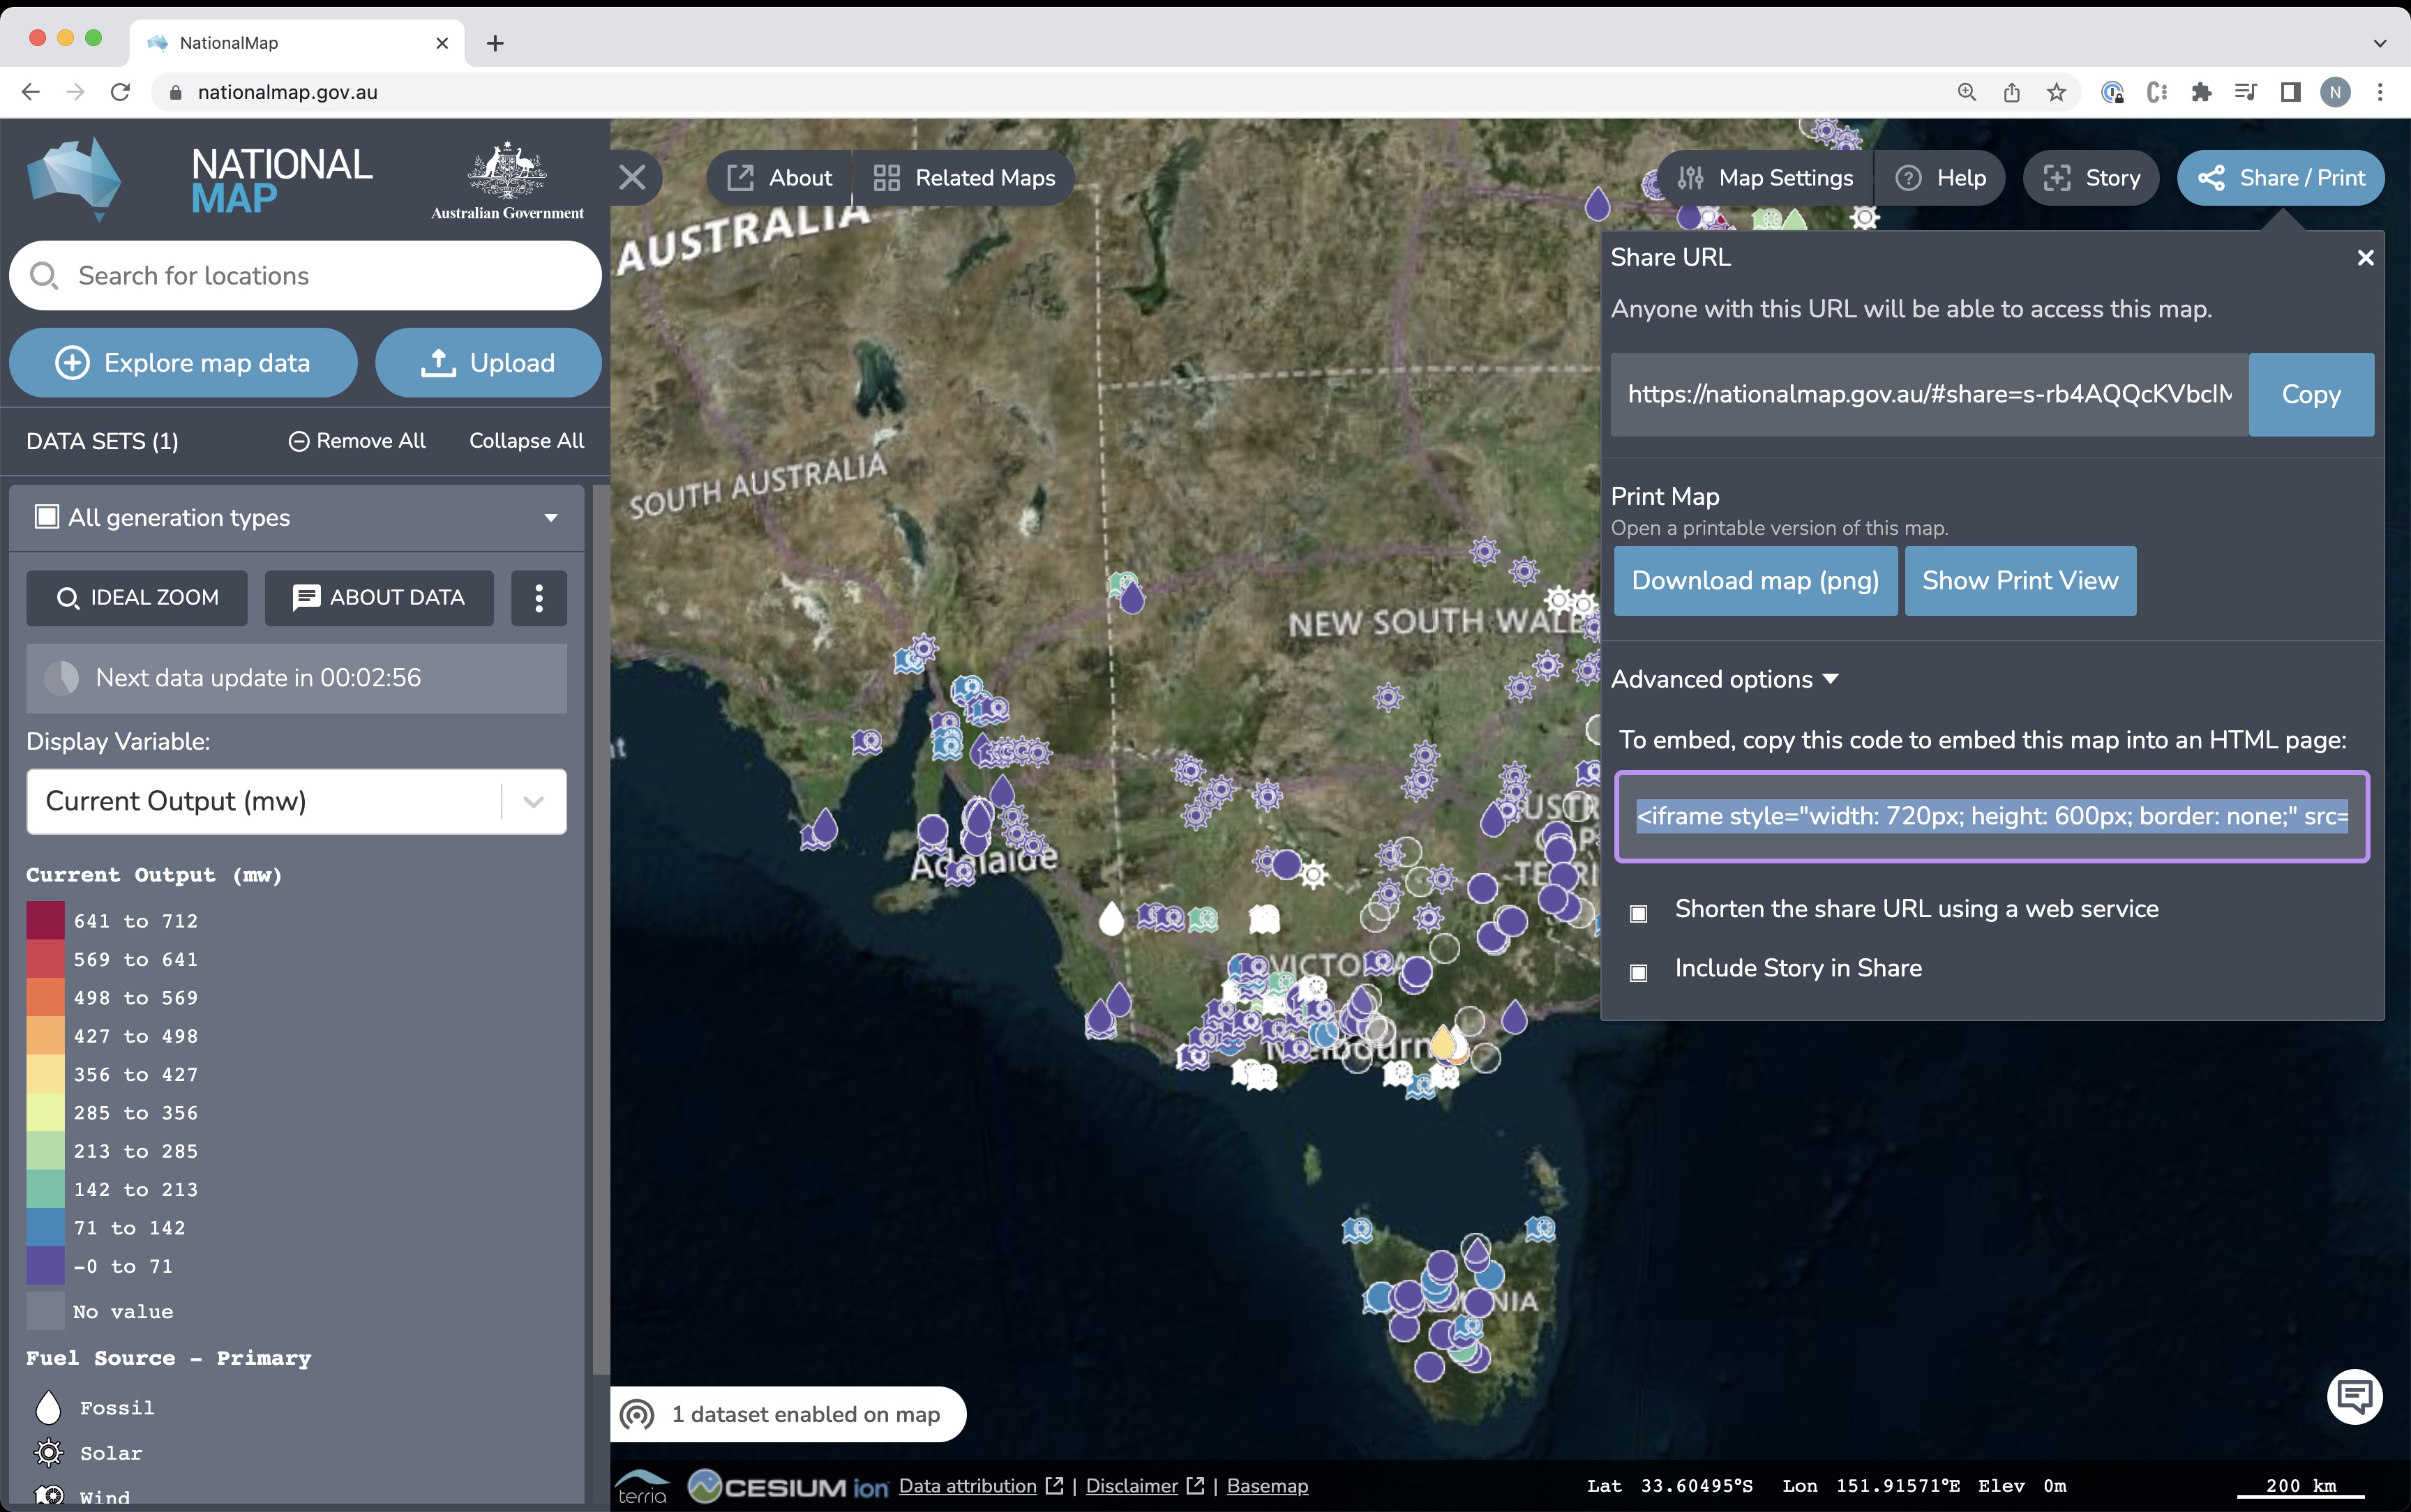 NationalMap
nationalmap.gov.au
N
NATIONAL
MAP
Australian Government
About
Related Maps
Map Settings
Help
Story
Share / Print
Search for locations
Explore map data
Upload
DATA SETS (1)
Remove All
Collapse All
All generation types
IDEAL ZOOM
ABOUT DATA
Next data update in 00:02:56
Display Variable:
Current Output (mw)
Current Output (mw)
641 to 712
569 to 641
498 to 569
427 to 498
356 to 427
285 to 356
213 to 285
142 to 213
71 to 142
-0 to 71
No value
Fuel Source - Primary
Fossil
Solar
Wind
AUSTRALIA
SOUTH AUSTRALIA
NEW SOUTH WALE
Adelaide
VICTO
Melbourn
NIA
Share URL
Anyone with this URL will be able to access this map.
https://nationalmap.gov.au/#share=s-rb4AQQcKVbcIM
Copy
Print Map
Open a printable version of this map.
Download map (png)
Show Print View
Advanced options
To embed, copy this code to embed this map into an HTML page:
<iframe style="width: 720px; height: 600px; border: none;" src=
Shorten the share URL using a web service
Include Story in Share
1 dataset enabled on map
terria
CESIUM ion
Data attribution | Disclaimer | Basemap
Lat 33.60495°S Lon 151.91571°E Elev 0m
200 km